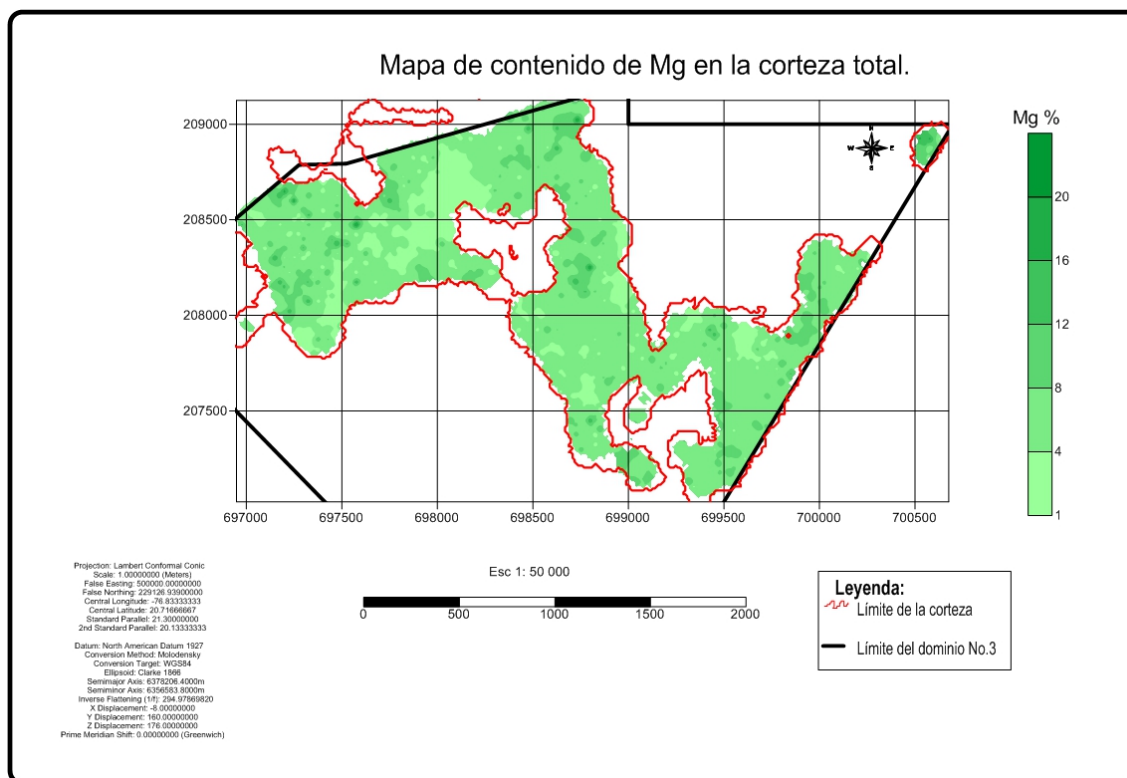 Mapa de contenido de Mg en la corteza total.
Mg %
209000
208500
208000
207500
697000 697500 698000 698500 699000 699500 700000 700500
N
W E
S
20
16
12
8
4
1
Projection: Lambert Conformal Conic
Scale: 1.00000000 (Meters)
False Easting: 500000.00000000
False Northing: 229126.93900000
Central Longitude: -76.83333333
Central Latitude: 20.71666667
Standard Parallel: 21.30000000
2nd Standard Parallel: 20.13333333
Datum: North American Datum 1927
Conversion Method: Molodensky
Conversion Target: WGS84
Ellipsoid: Clarke 1866
Semimajor Axis: 6378206.4000m
Semiminor Axis: 6356583.8000m
Inverse Flattening (1/f): 294.97869820
X Displacement: -8.00000000
Y Displacement: 160.00000000
Z Displacement: 176.00000000
Prime Meridian Shift: 0.00000000 (Greenwich)
Esc 1: 50 000
0 500 1000 1500 2000
Leyenda:
Límite de la corteza
Límite del dominio No.3